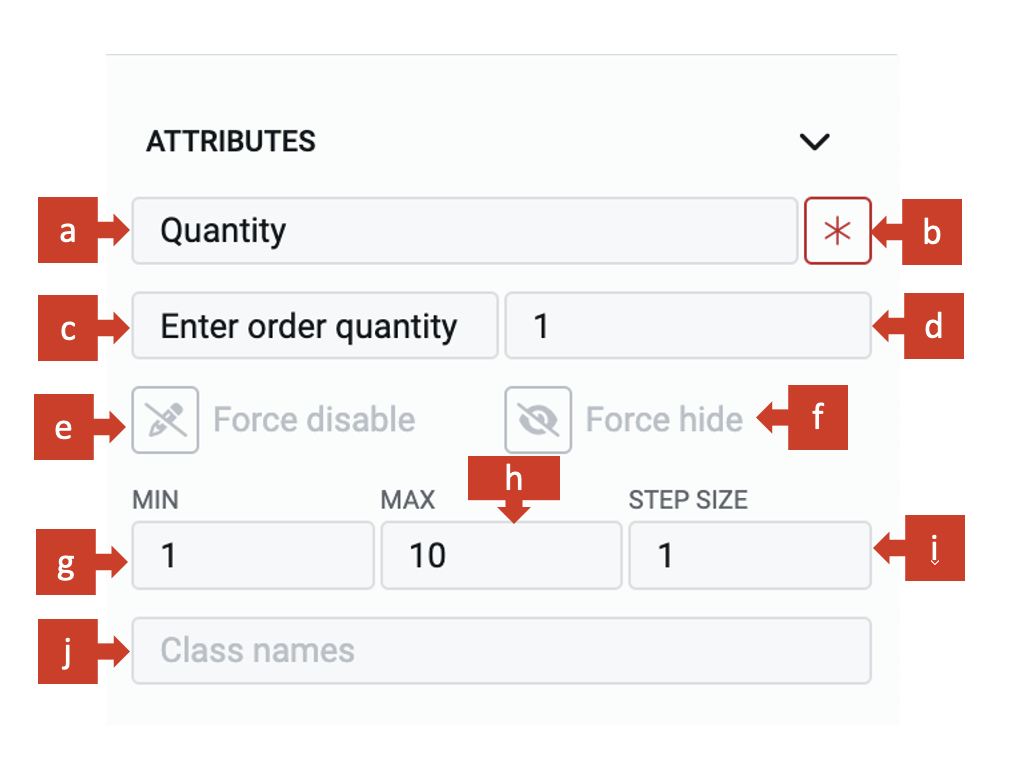 ATTRIBUTES
a Quantity * b
c Enter order quantity 1 d
e Force disable Force hide f
h
MIN MAX STEP SIZE
g 1 10 1 i
j Class names